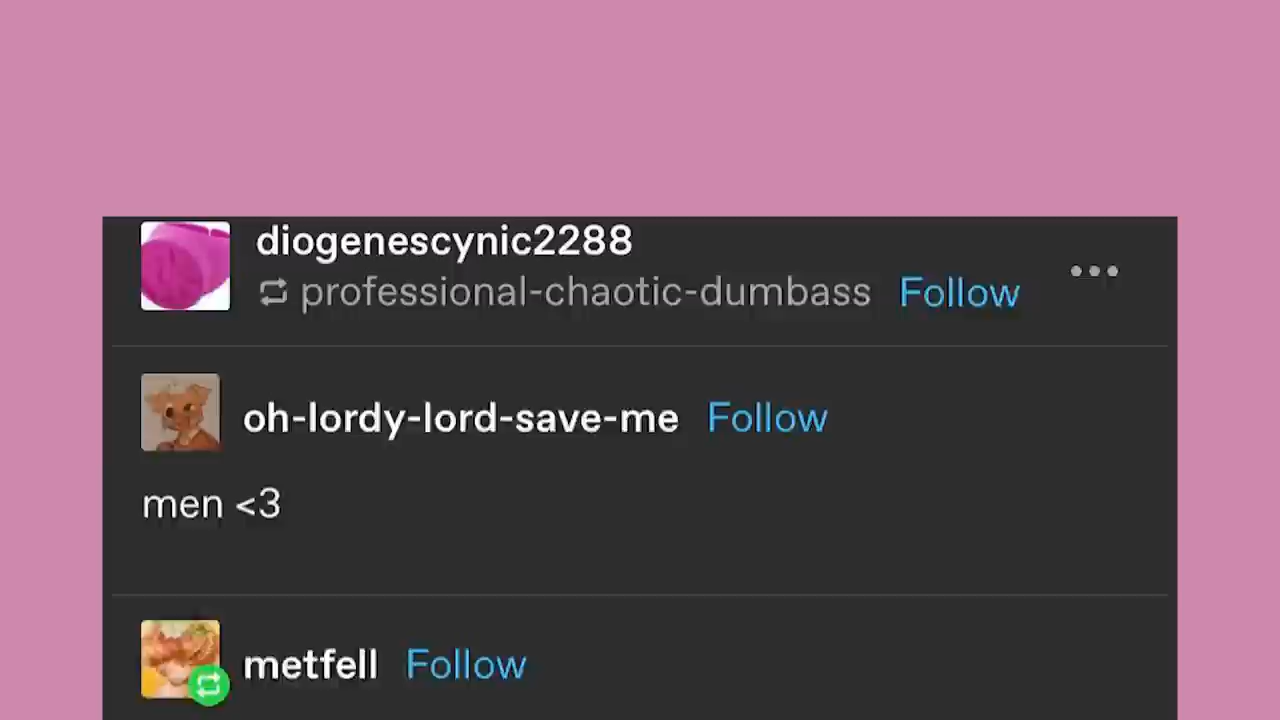 diogenescynic2288
professional-chaotic-dumbass Follow
oh-lordy-lord-save-me Follow
men <3
metfell Follow